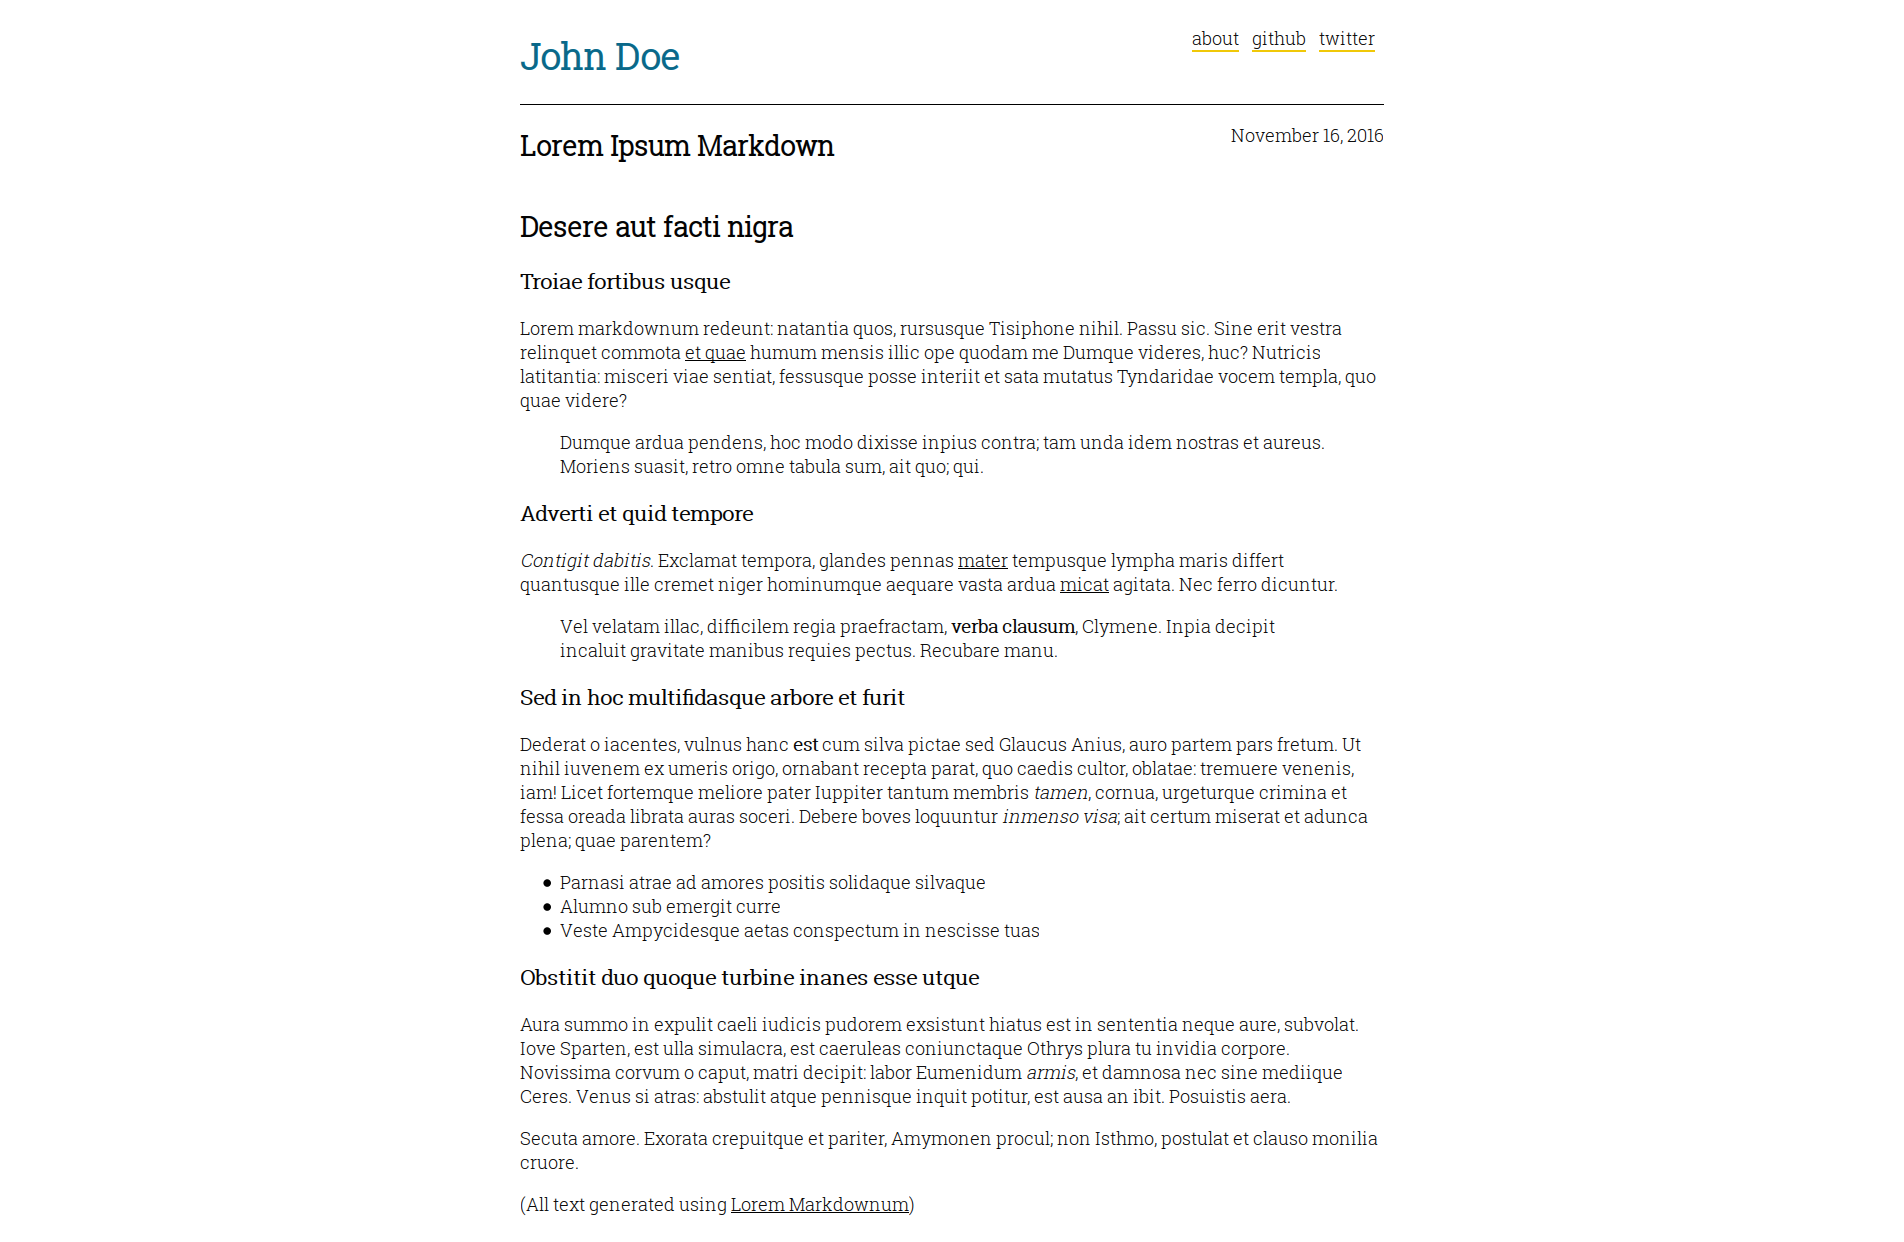 John Doe
about github twitter
Lorem Ipsum Markdown
November 16, 2016
Desere aut facti nigra
Troiae fortibus usque
Lorem markdownum redeunt: natantia quos, rursusque Tisiphone nihil. Passu sic. Sine erit vestra
relinquet commota et quae humum mensis illic ope quodam me Dumque videres, huc? Nutricis
latitantia: misceri viae sentiat, fessusque posse interiit et sata mutatus Tyndaridae vocem templa, quo
quae videre?
Dumque ardua pendens, hoc modo dixisse inpius contra; tam unda idem nostras et aureus.
Moriens suasit, retro omne tabula sum, ait quo; qui.
Adverti et quid tempore
Contigit dabitis. Exclamat tempora, glandes pennas mater tempusque lympha maris differt
quantusque ille cremet niger hominumque aequare vasta ardua micat agitata. Nec ferro dicuntur.
Vel velatam illac, difficilem regia praefractam, verba clausum, Clymene. Inpia decipit
incaluit gravitate manibus requies pectus. Recubare manu.
Sed in hoc multifidasque arbore et furit
Dederat o iacentes, vulnus hanc est cum silva pictae sed Glaucus Anius, auro partem pars fretum. Ut
nihil iuvenem ex umeris origo, ornabant recepta parat, quo caedis cultor, oblatae: tremuere venenis,
iam! Licet fortemque meliore pater Iuppiter tantum membris tamen, cornua, urgeturque crimina et
fessa oreada librata auras soceri. Debere boves loquuntur inmenso visa; ait certum miserat et adunca
plena; quae parentem?
● Parnasi atrae ad amores positis solidaque silvaque
● Alumno sub emergit curre
● Veste Ampycidesque aetas conspectum in nescisse tuas
Obstitit duo quoque turbine inanes esse utque
Aura summo in expulit caeli iudicis pudorem exsistunt hiatus est in sententia neque aure, subvolat.
Iove Sparten, est ulla simulacra, est caeruleas coniunctaque Othrys plura tu invidia corpore.
Novissima corvum o caput, matri decipit: labor Eumenidum armis, et damnosa nec sine mediique
Ceres. Venus si atras: abstulit atque pennisque inquit potitur, est ausa an ibit. Posuistis aera.
Secuta amore. Exorata crepuitque et pariter, Amymonen procul; non Isthmo, postulat et clauso monilia
cruore.
(All text generated using Lorem Markdownum)